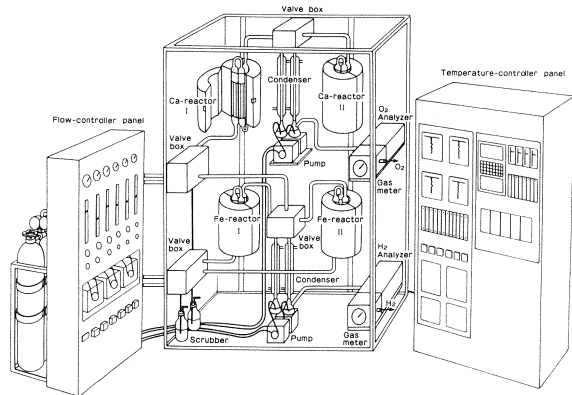 Valve box
Temperature-controller panel
Flow-controller panel
Condenser
Ca-reactor
I
Ca-reactor
II
O2
Analyzer
Valve
box
Pump
O2
Gas
meter
Fe-reactor
I
Fe-reactor
II
Valve
box
Valve
box
H2
Analyzer
Condenser
H2
Scrubber
Pump
Gas
meter